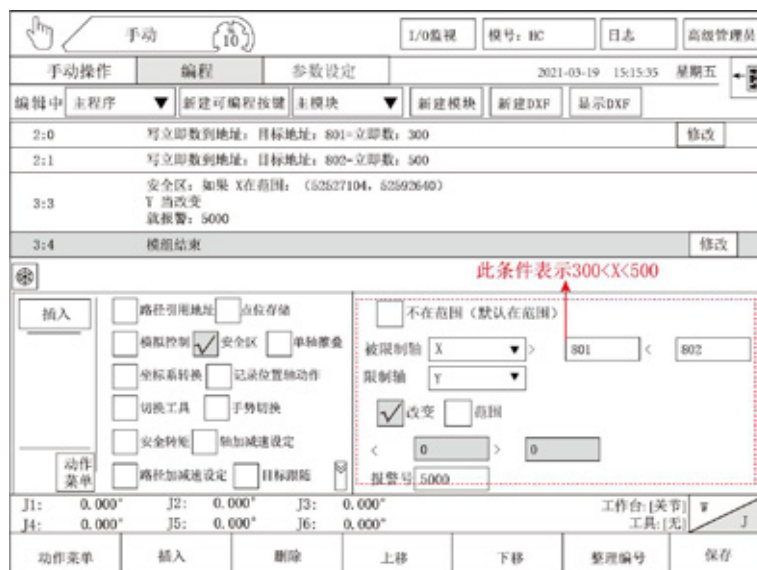 手动 10 I/O监视 模号: HC 日志 高级管理员
手动操作 编程 参数设定 2021-03-19 15:15:35 星期五
编辑中 主程序 新建可编程按键 主模块 新建模块 新建DXF 显示DXF
2:0 写立即数到地址: 目标地址: 801=立即数: 300 修改
2:1 写立即数到地址: 目标地址: 802=立即数: 500
安全区: 如果 X在范围: (52527104, 52592640)
3:3 Y 当改变
就报警: 5000
3:4 模组结束 修改
此条件表示300<X<500
插入 路径引用地址 点位存储 不在范围 (默认在范围)
模拟控制 安全区 单轴堆叠 被限制轴 X > 801 < 802
坐标系转换 记录位置轴动作 限制轴 Y
切换工具 手势切换 改变 范围
安全转矩 轴加减速设定 < 0 > 0
动作菜单 路径加减速设定 目标跟随 报警号 5000
J1: 0.000° J2: 0.000° J3: 0.000° 工作台:[关节] W
J4: 0.000° J5: 0.000° J6: 0.000° 工具:[无] J
动作菜单 插入 删除 上移 下移 整理编号 保存